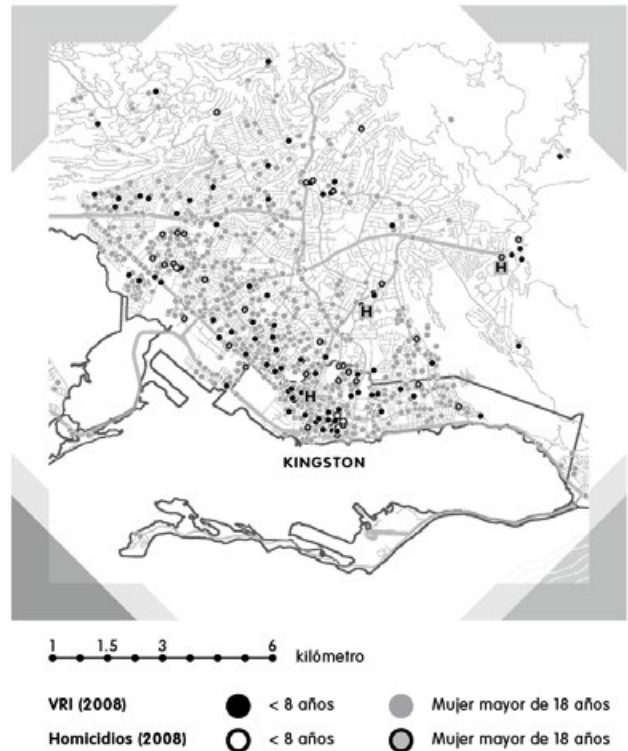 H
H
H
KINGSTON
1 1.5 3 6 kilómetro
VRI (2008) < 8 años Mujer mayor de 18 años
Homicidios (2008) < 8 años Mujer mayor de 18 años